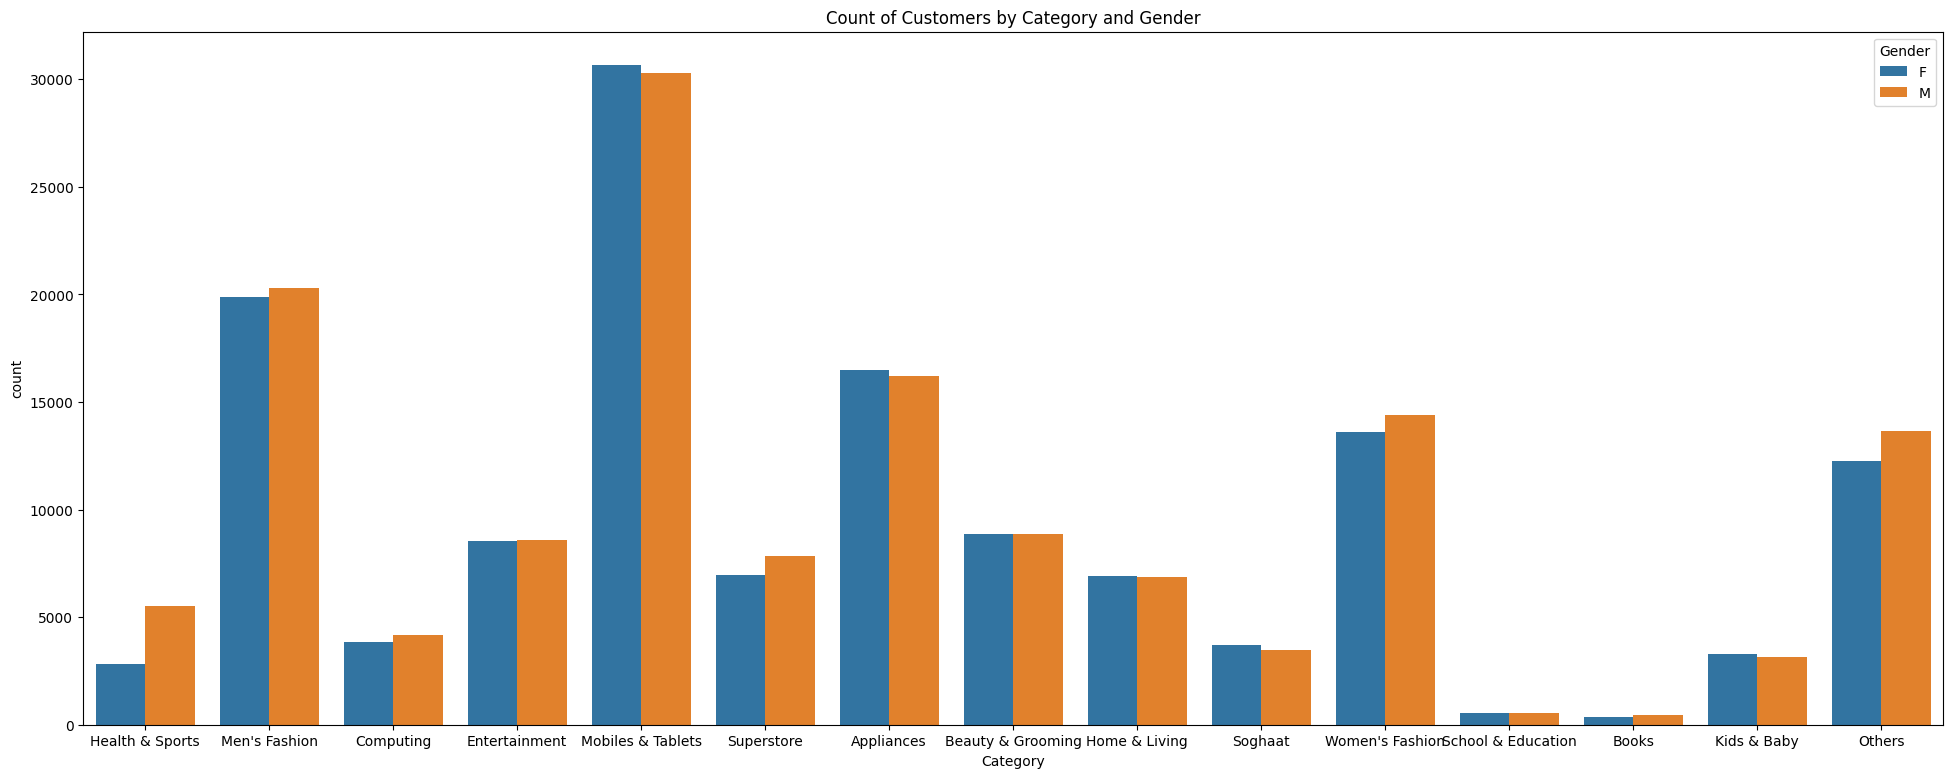 Count of Customers by Category and Gender
Gender
F
M
30000
25000
20000
15000
10000
5000
0
count
Health & Sports
Men's Fashion
Computing
Entertainment
Mobiles & Tablets
Superstore
Appliances
Beauty & Grooming
Home & Living
Soghaat
Women's Fashion
School & Education
Books
Kids & Baby
Others
Category